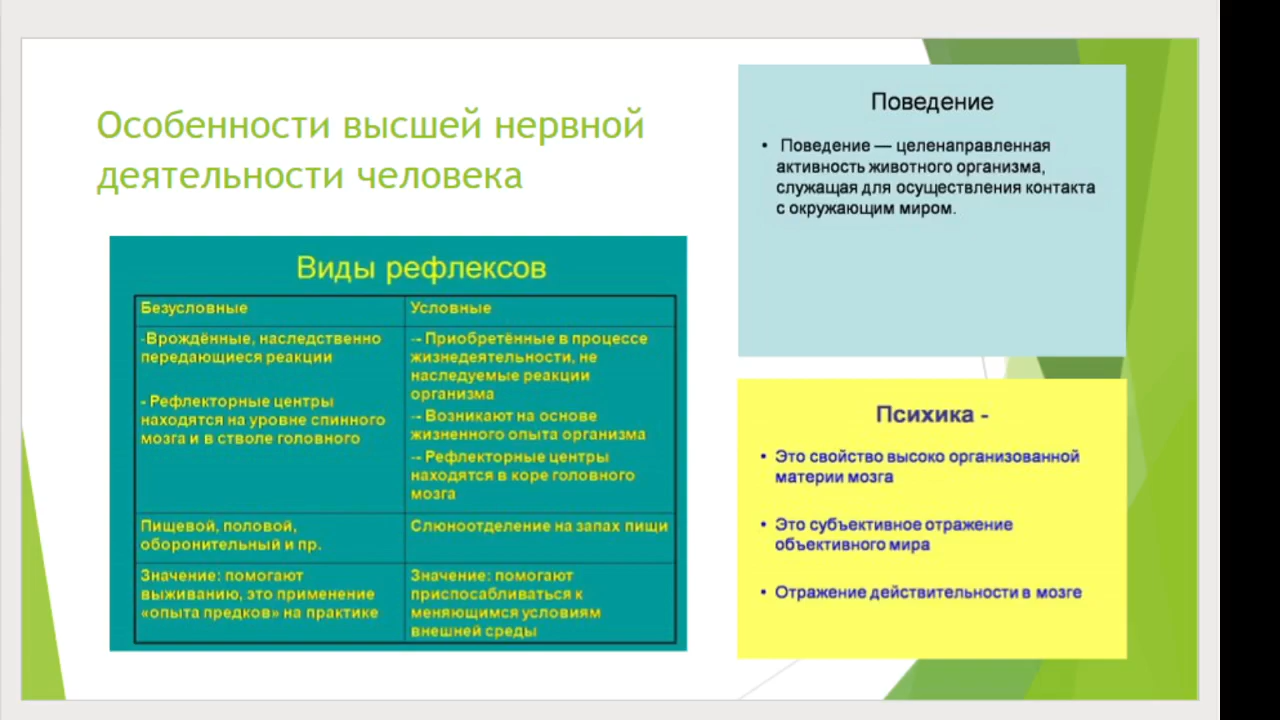 Особенности высшей нервной
деятельности человека
Виды рефлексов
Безусловные
Условные
-Врождённые, наследственно
передающиеся реакции
- Рефлекторные центры
находятся на уровне спинного
мозга и в стволе головного
-- Приобретённые в процессе
жизнедеятельности, не
наследуемые реакции
организма
-- Возникают на основе
жизненного опыта организма
-- Рефлекторные центры
находятся в коре головного
мозга
Пищевой, половой,
оборонительный и пр.
Слюноотделение на запах пищи
Значение: помогают
выживанию, это применение
«опыта предков» на практике
Значение: помогают
приспосабливаться к
меняющимся условиям
внешней среды
Поведение
• Поведение — целенаправленная
активность животного организма,
служащая для осуществления контакта
с окружающим миром.
Психика -
• Это свойство высоко организованной
материи мозга
• Это субъективное отражение
объективного мира
• Отражение действительности в мозге